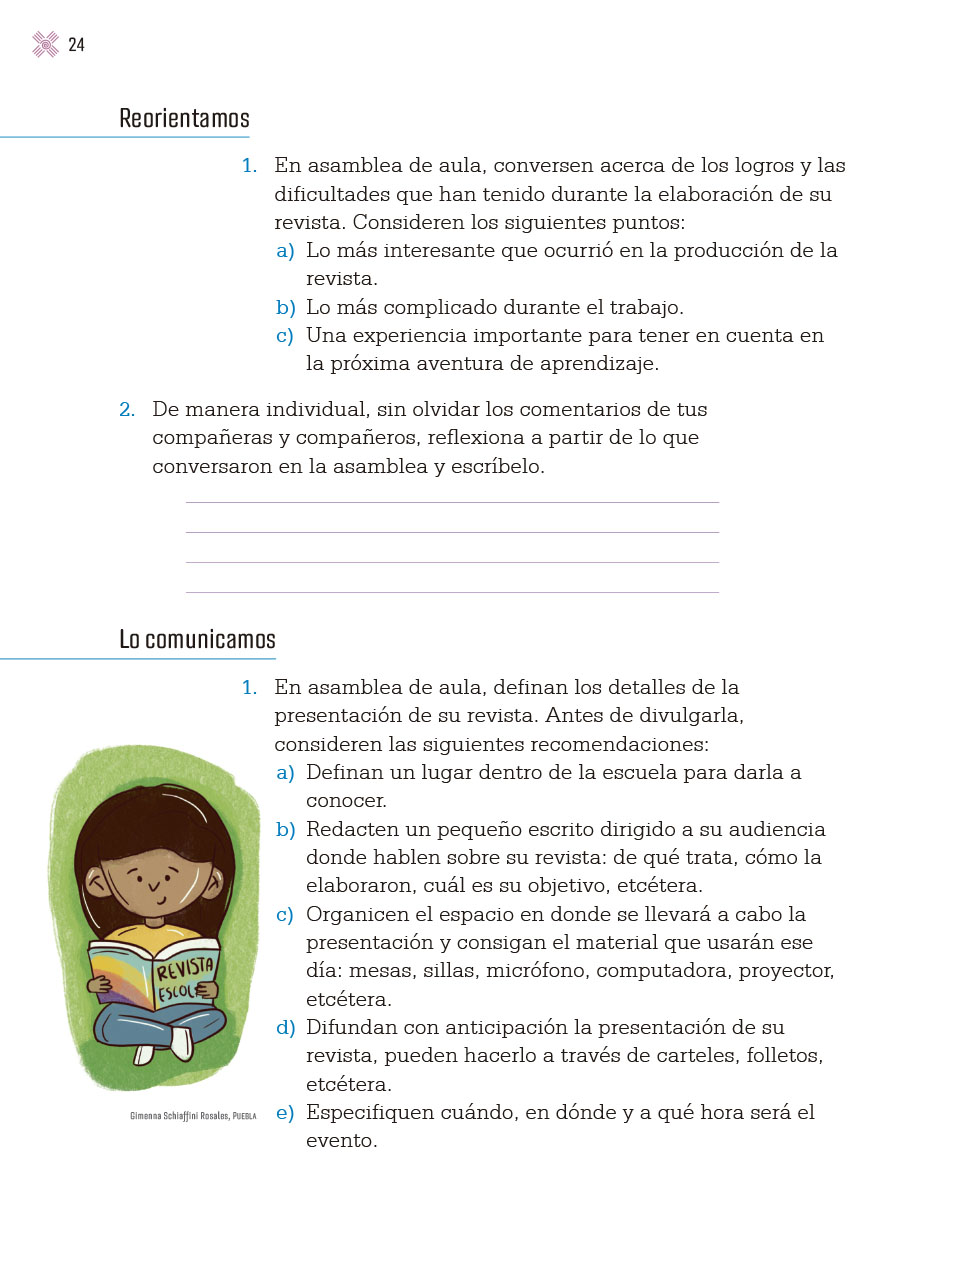 24
Reorientamos
1. En asamblea de aula, conversen acerca de los logros y las
dificultades que han tenido durante la elaboración de su
revista. Consideren los siguientes puntos:
a) Lo más interesante que ocurrió en la producción de la
revista.
b) Lo más complicado durante el trabajo.
c) Una experiencia importante para tener en cuenta en
la próxima aventura de aprendizaje.
2. De manera individual, sin olvidar los comentarios de tus
compañeras y compañeros, reflexiona a partir de lo que
conversaron en la asamblea y escríbelo.
Lo comunicamos
1. En asamblea de aula, definan los detalles de la
presentación de su revista. Antes de divulgarla,
consideren las siguientes recomendaciones:
a) Definan un lugar dentro de la escuela para darla a
conocer.
b) Redacten un pequeño escrito dirigido a su audiencia
donde hablen sobre su revista: de qué trata, cómo la
elaboraron, cuál es su objetivo, etcétera.
c) Organicen el espacio en donde se llevará a cabo la
presentación y consigan el material que usarán ese
día: mesas, sillas, micrófono, computadora, proyector,
etcétera.
d) Difundan con anticipación la presentación de su
revista, pueden hacerlo a través de carteles, folletos,
etcétera.
e) Especifiquen cuándo, en dónde y a qué hora será el
evento.
REVISTA
ESCOL
Gimenna Schiaffini Rosales, PUEBLA